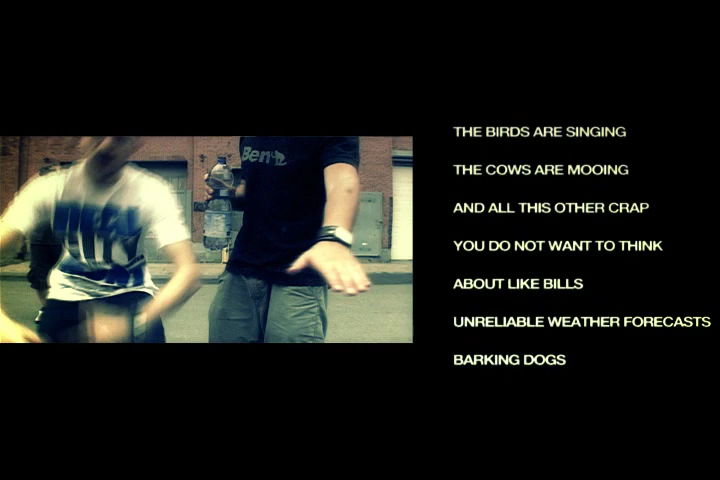 Ben
THE BIRDS ARE SINGING
THE COWS ARE MOOING
AND ALL THIS OTHER CRAP
YOU DO NOT WANT TO THINK
ABOUT LIKE BILLS
UNRELIABLE WEATHER FORECASTS
BARKING DOGS